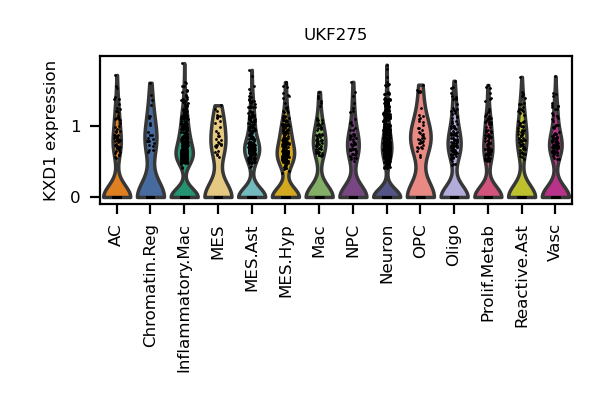 UKF275
KXD1 expression
1
0
AC
Chromatin.Reg
Inflammatory.Mac
MES
MES.Ast
MES.Hyp
Mac
NPC
Neuron
OPC
Oligo
Prolif.Metab
Reactive.Ast
Vasc